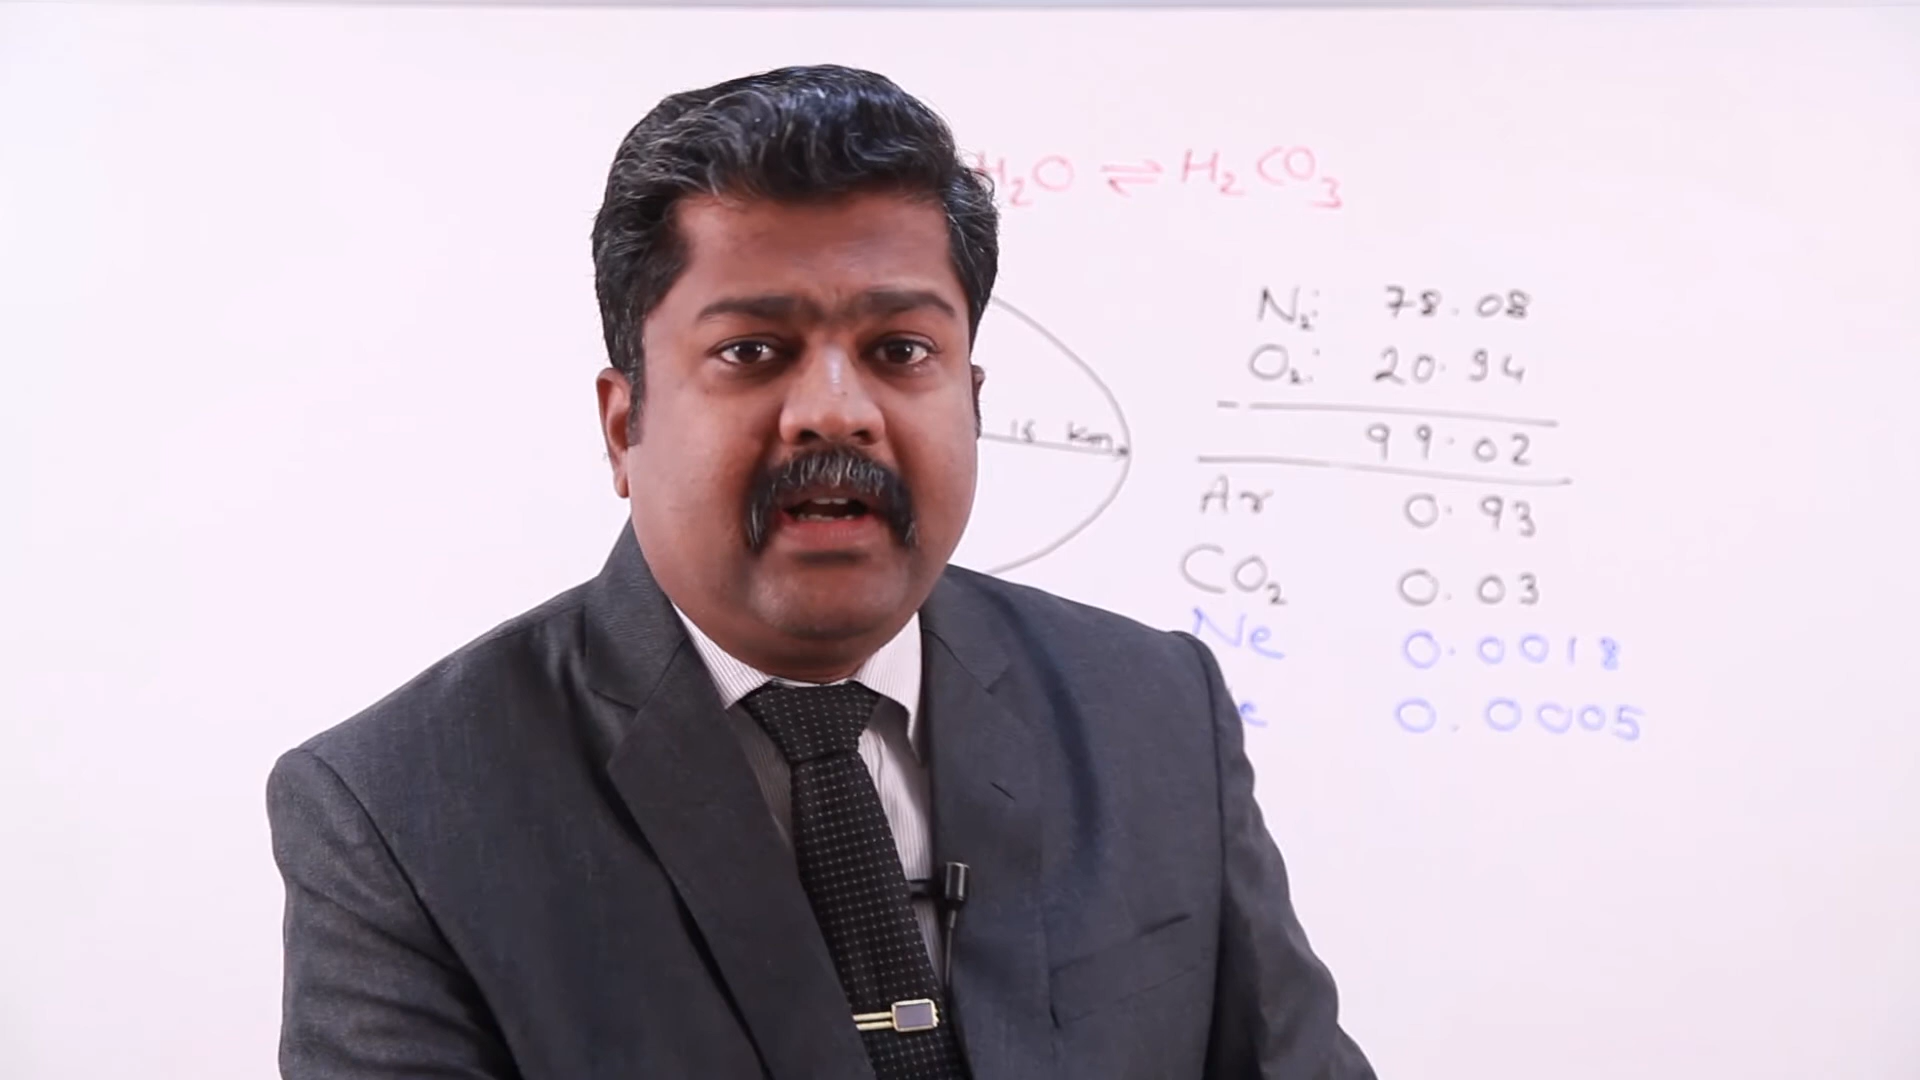 H₂O ⇌ H₂CO₃
N₂: 78.08
O₂: 20.94
99.02
15 km
Ar 0.93
CO₂ 0.03
Ne 0.0018
e 0.0005